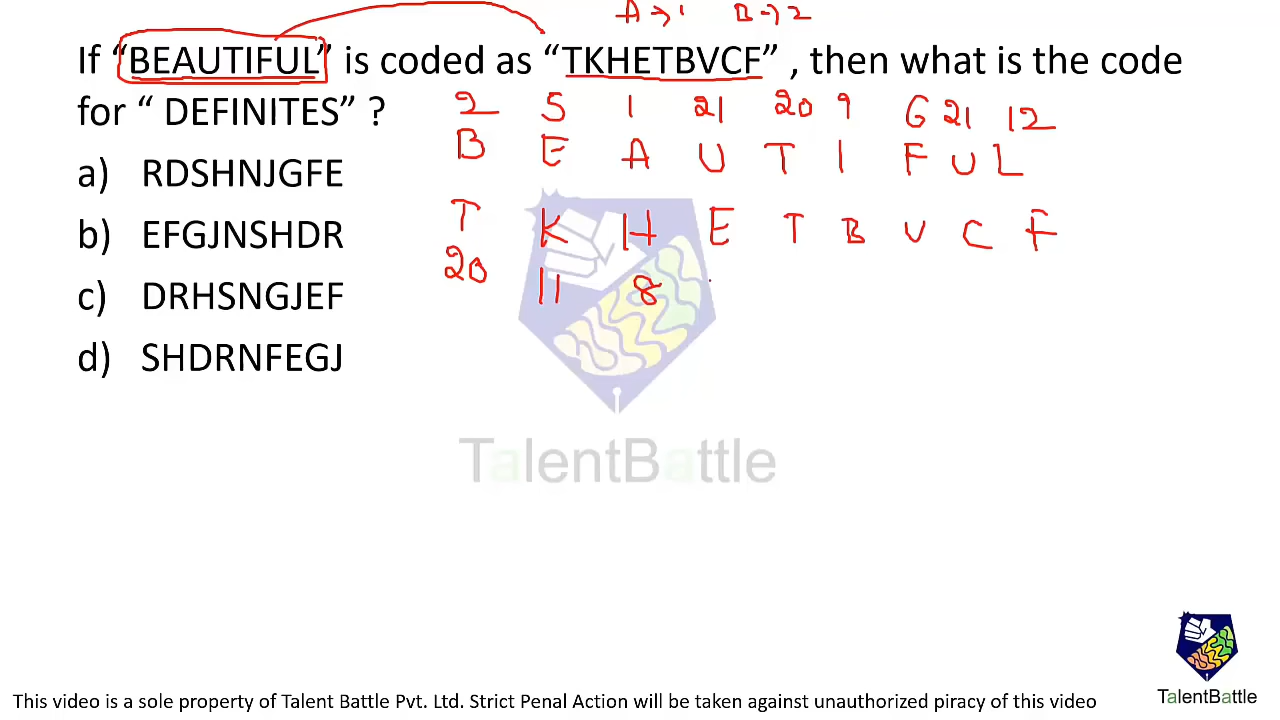 A → 1 B → 2
If “BEAUTIFUL” is coded as “TKHETBVCF” , then what is the code
for “ DEFINITES” ?
2 5 1 21 20 9 6 21 12
B E A U T I F U L
a) RDSHNJGFE
T K H E T B V C F
b) EFGJNSHDR
20 11 8
c) DRHSNGJEF
d) SHDRNFEGJ
TalentBattle
TalentBattle
This video is a sole property of Talent Battle Pvt. Ltd. Strict Penal Action will be taken against unauthorized piracy of this video